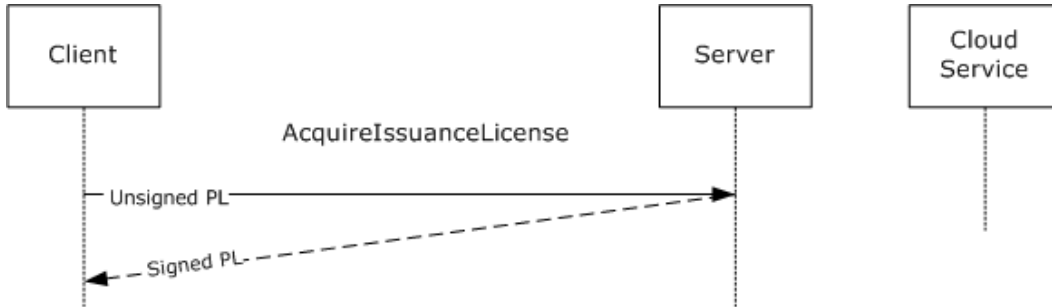 Client
Server
Cloud
Service
AcquireIssuanceLicense
Unsigned PL
Signed PL